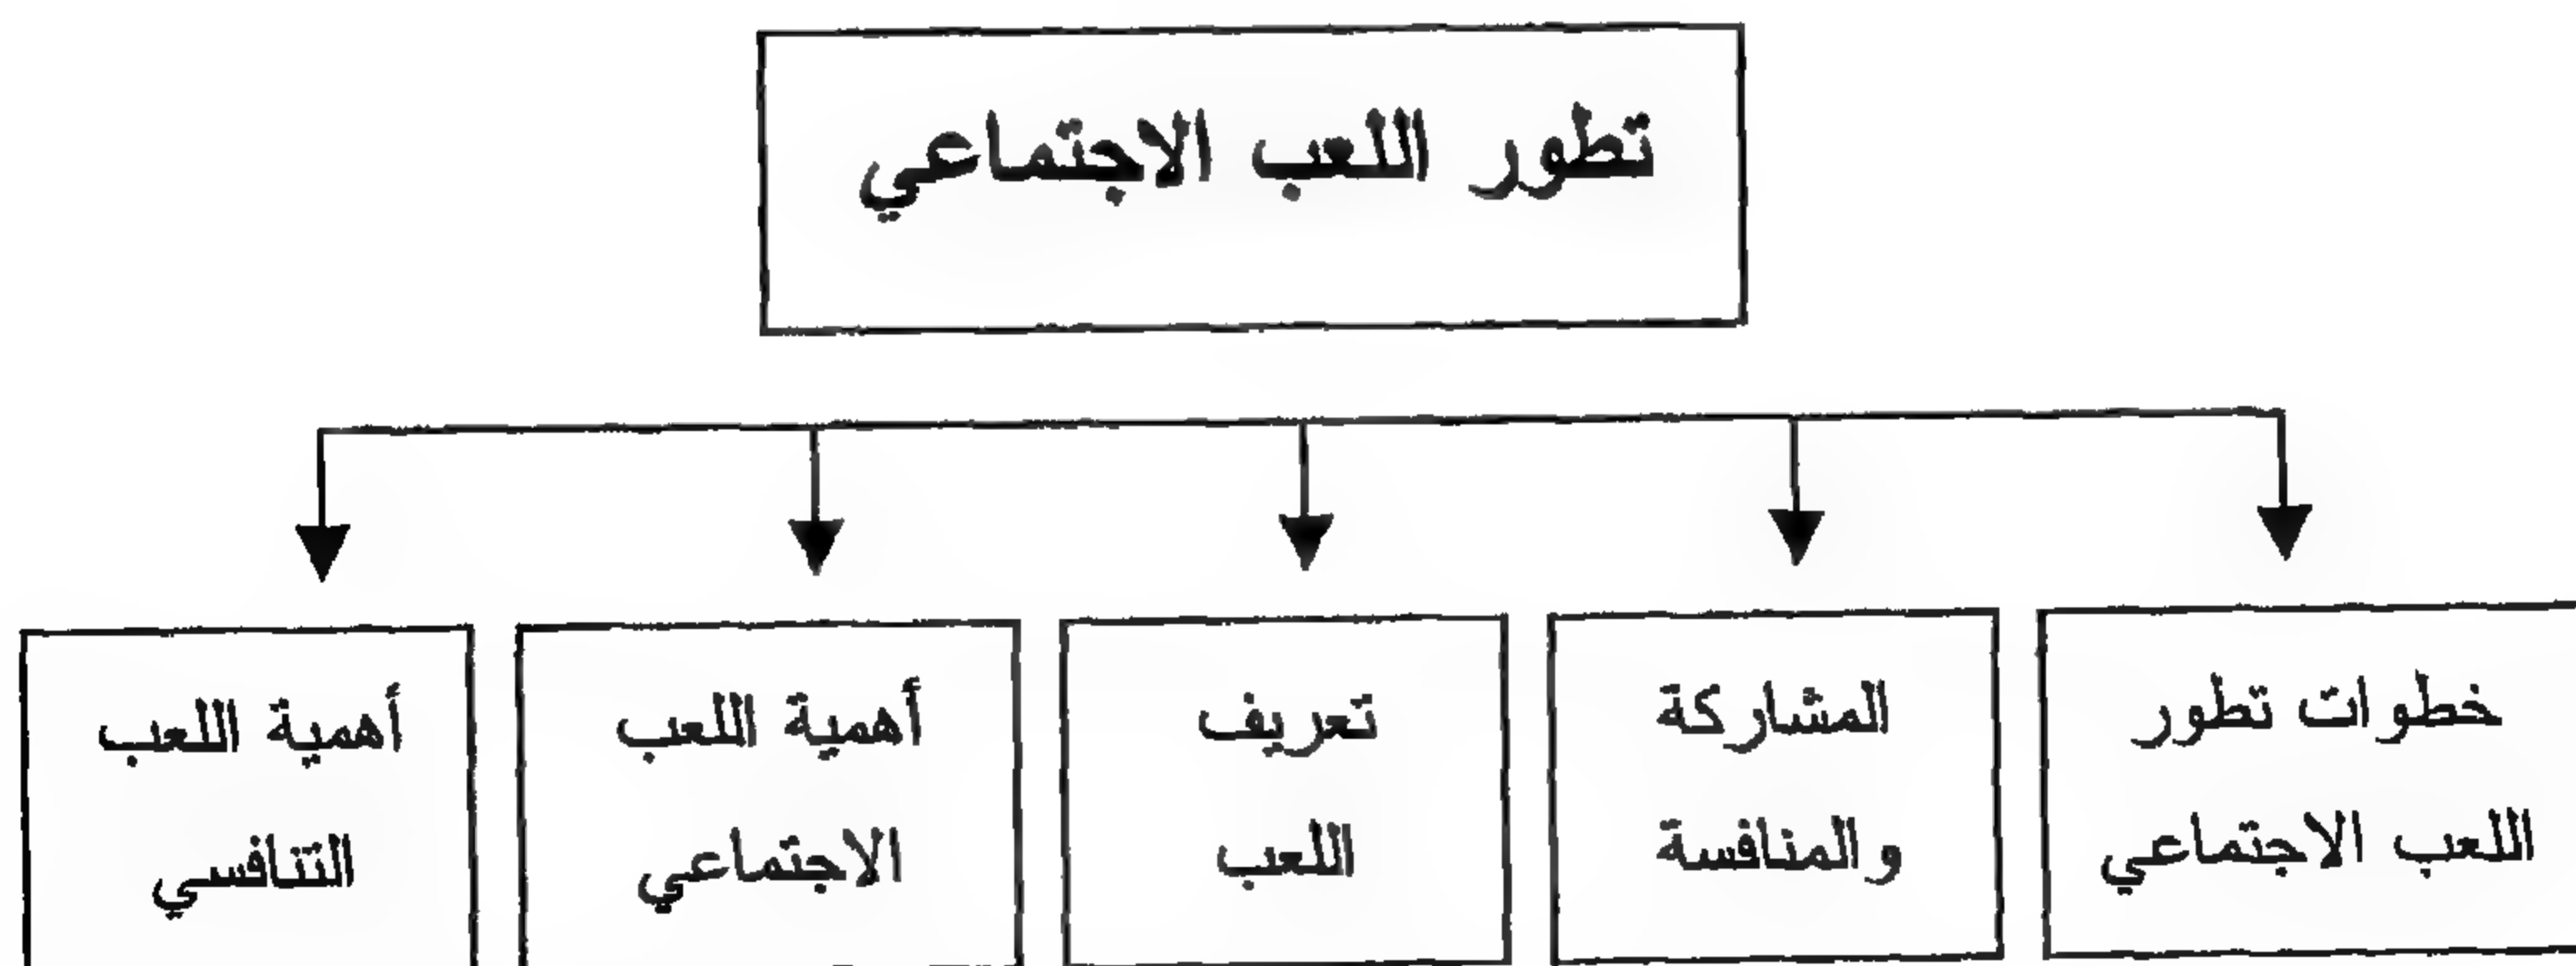 تطور اللعب الاجتماعي
خطوات تطور
اللعب الاجتماعي
المشاركة
والمنافسة
تعريف
اللعب
أهمية اللعب
الاجتماعي
أهمية اللعب
التنافسي